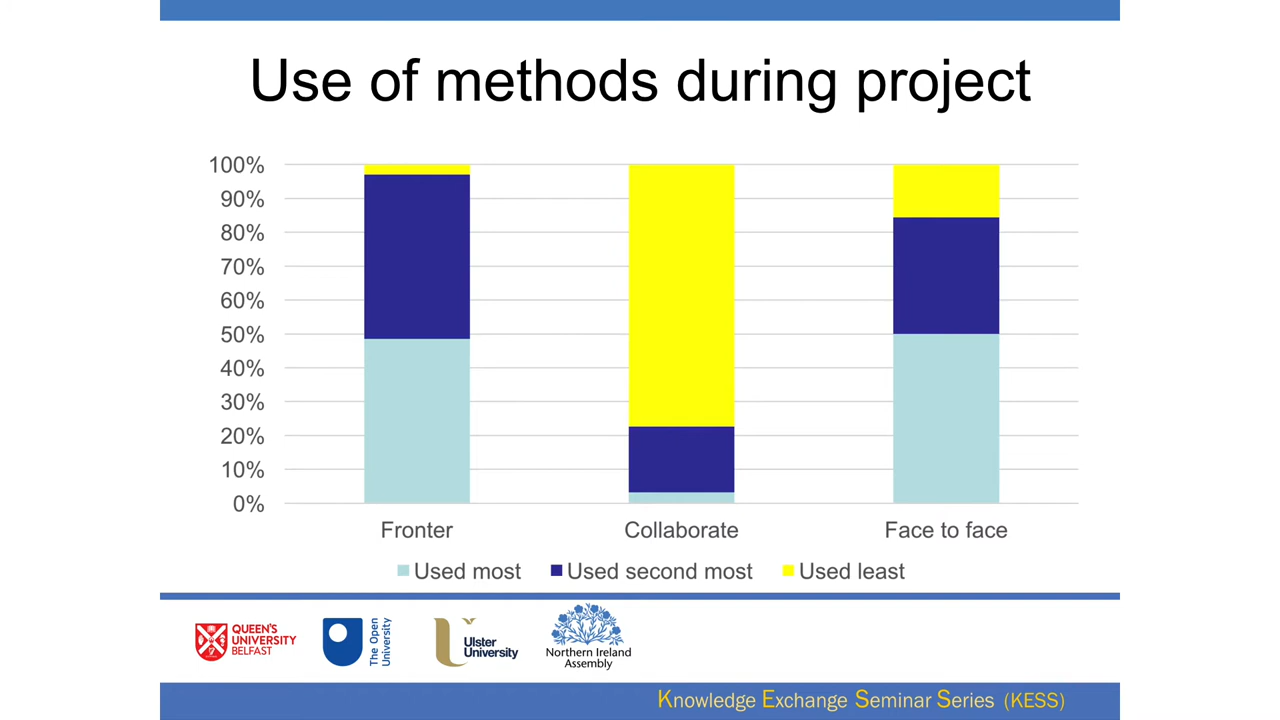 Use of methods during project
100%
90%
80%
70%
60%
50%
40%
30%
20%
10%
0%
Fronter Collaborate Face to face
Used most Used second most Used least
QUEEN'S
UNIVERSITY
BELFAST
The Open
University
Ulster
University
Northern Ireland
Assembly
Knowledge Exchange Seminar Series (KESS)